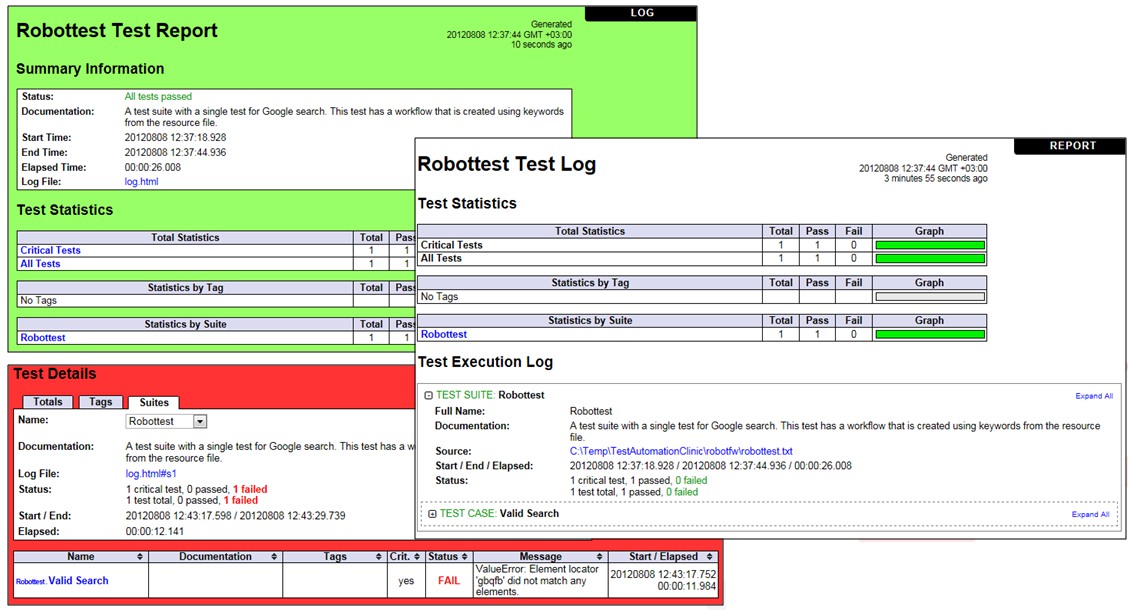 LOG
Robottest Test Report
Generated
20120808 12:37:44 GMT +03:00
10 seconds ago
Summary Information
Status: All tests passed
Documentation: A test suite with a single test for Google search. This test has a workflow that is created using keywords
from the resource file.
Start Time: 20120808 12:37:18.928
End Time: 20120808 12:37:44.936
Elapsed Time: 00:00:26.008
Log File: log.html
Test Statistics
Total Statistics Total Pass
Critical Tests 1 1
All Tests 1 1
Statistics by Tag Total Pass
No Tags
Statistics by Suite Total Pass
Robottest 1 1
REPORT
Robottest Test Log
Generated
20120808 12:37:44 GMT +03:00
3 minutes 55 seconds ago
Test Statistics
Total Statistics Total Pass Fail Graph
Critical Tests 1 1 0
All Tests 1 1 0
Statistics by Tag Total Pass Fail Graph
No Tags
Statistics by Suite Total Pass Fail Graph
Robottest 1 1 0
Test Execution Log
TEST SUITE: Robottest Expand All
Full Name: Robottest
Documentation: A test suite with a single test for Google search. This test has a workflow that is created using keywords from the resource
file.
Source: C:\Temp\TestAutomationClinic\robotfw\robottest.txt
Start / End / Elapsed: 20120808 12:37:18.928 / 20120808 12:37:44.936 / 00:00:26.008
Status: 1 critical test, 1 passed, 0 failed
1 test total, 1 passed, 0 failed
TEST CASE: Valid Search Expand All
Test Details
Totals Tags Suites
Name: Robottest
Documentation: A test suite with a single test for Google search. This test has a
from the resource file.
Log File: log.html#s1
Status: 1 critical test, 0 passed, 1 failed
1 test total, 0 passed, 1 failed
Start / End: 20120808 12:43:17.598 / 20120808 12:43:29.739
Elapsed: 00:00:12.141
Name Documentation Tags Crit. Status Message Start / Elapsed
Robottest. Valid Search yes FAIL ValueError: Element locator
'gbqfb' did not match any
elements. 20120808 12:43:17.752
00:00:11.984